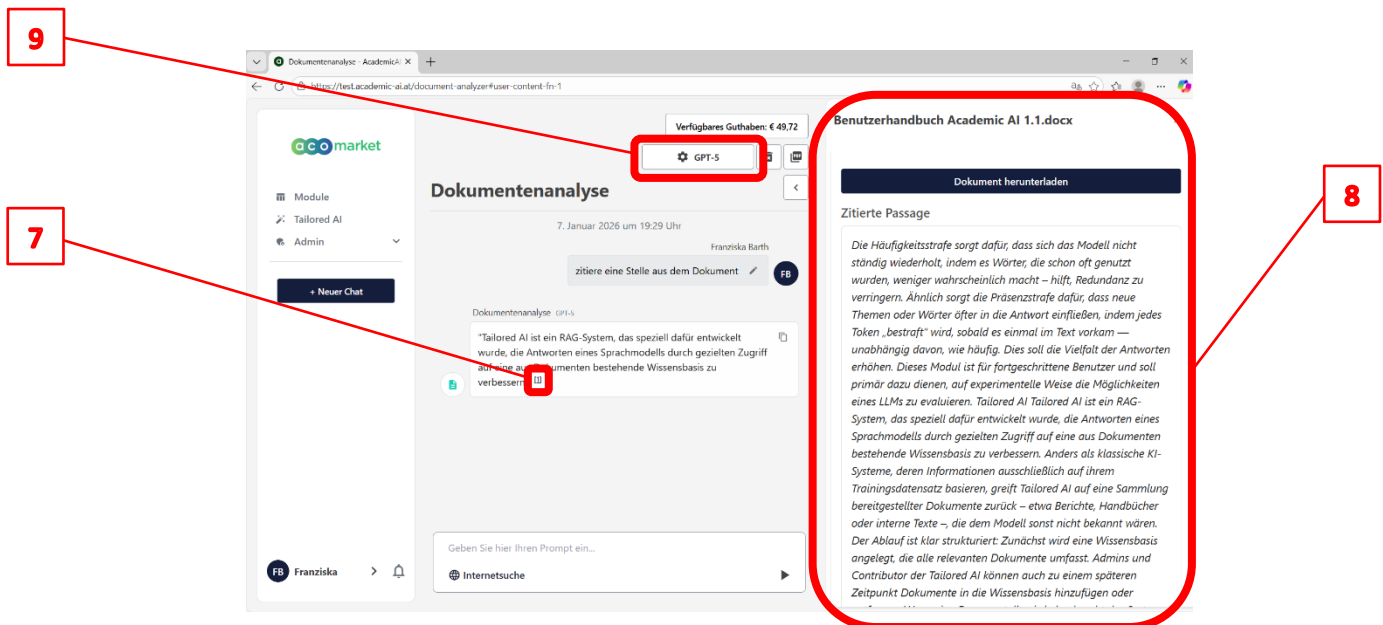 9
Dokumentenanalyse - AcademicAI
https://test.academic-ai.at/document-analyzer#user-content-fn-1
Verfügbares Guthaben: € 49,72
GPT-5
aco market
Module
Tailored AI
Admin
+ Neuer Chat
7
Dokumentenanalyse
7. Januar 2026 um 19:29 Uhr
Franziska Barth
zitiere eine Stelle aus dem Dokument
FB
Dokumentenanalyse GPT-5
"Tailored AI ist ein RAG-System, das speziell dafür entwickelt
wurde, die Antworten eines Sprachmodells durch gezielten Zugriff
auf eine aus Dokumenten bestehende Wissensbasis zu
verbessern [1]
Geben Sie hier Ihren Prompt ein...
Internetsuche
FB Franziska
Benutzerhandbuch Academic AI 1.1.docx
Dokument herunterladen
8
Zitierte Passage
Die Häufigkeitsstrafe sorgt dafür, dass sich das Modell nicht
ständig wiederholt, indem es Wörter, die schon oft genutzt
wurden, weniger wahrscheinlich macht – hilft, Redundanz zu
verringern. Ähnlich sorgt die Präsenzstrafe dafür, dass neue
Themen oder Wörter öfter in die Antwort einfließen, indem jedes
Token „bestraft" wird, sobald es einmal im Text vorkam —
unabhängig davon, wie häufig. Dies soll die Vielfalt der Antworten
erhöhen. Dieses Modul ist für fortgeschrittene Benutzer und soll
primär dazu dienen, auf experimentelle Weise die Möglichkeiten
eines LLMs zu evaluieren. Tailored AI Tailored AI ist ein RAG-
System, das speziell dafür entwickelt wurde, die Antworten eines
Sprachmodells durch gezielten Zugriff auf eine aus Dokumenten
bestehende Wissensbasis zu verbessern. Anders als klassische KI-
Systeme, deren Informationen ausschließlich auf ihrem
Trainingsdatensatz basieren, greift Tailored AI auf eine Sammlung
bereitgestellter Dokumente zurück – etwa Berichte, Handbücher
oder interne Texte –, die dem Modell sonst nicht bekannt wären.
Der Ablauf ist klar strukturiert: Zunächst wird eine Wissensbasis
angelegt, die alle relevanten Dokumente umfasst. Admins und
Contributor der Tailored AI können auch zu einem späteren
Zeitpunkt Dokumente in die Wissensbasis hinzufügen oder